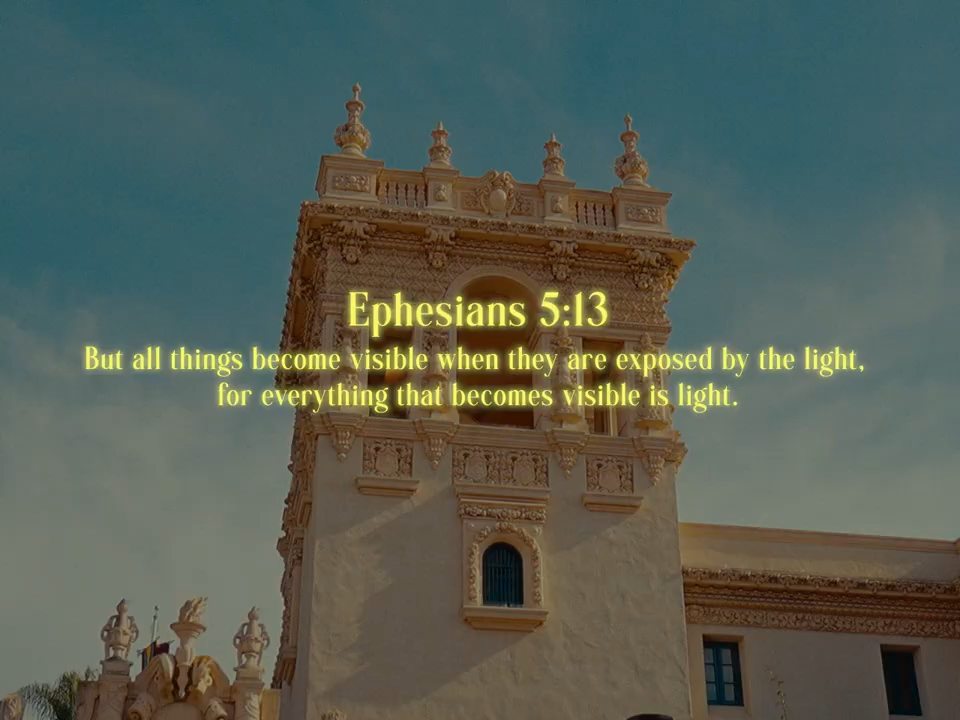 Ephesians 5:13
But all things become visible when they are exposed by the light,
for everything that becomes visible is light.